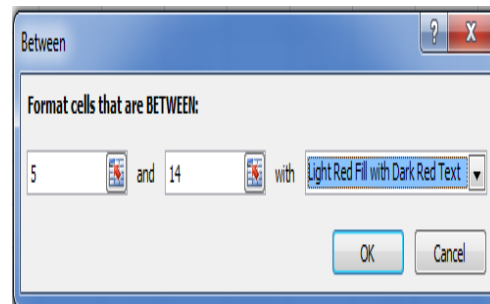 Between
Format cells that are BETWEEN:
5 and 14 with Light Red Fill with Dark Red Text
OK Cancel